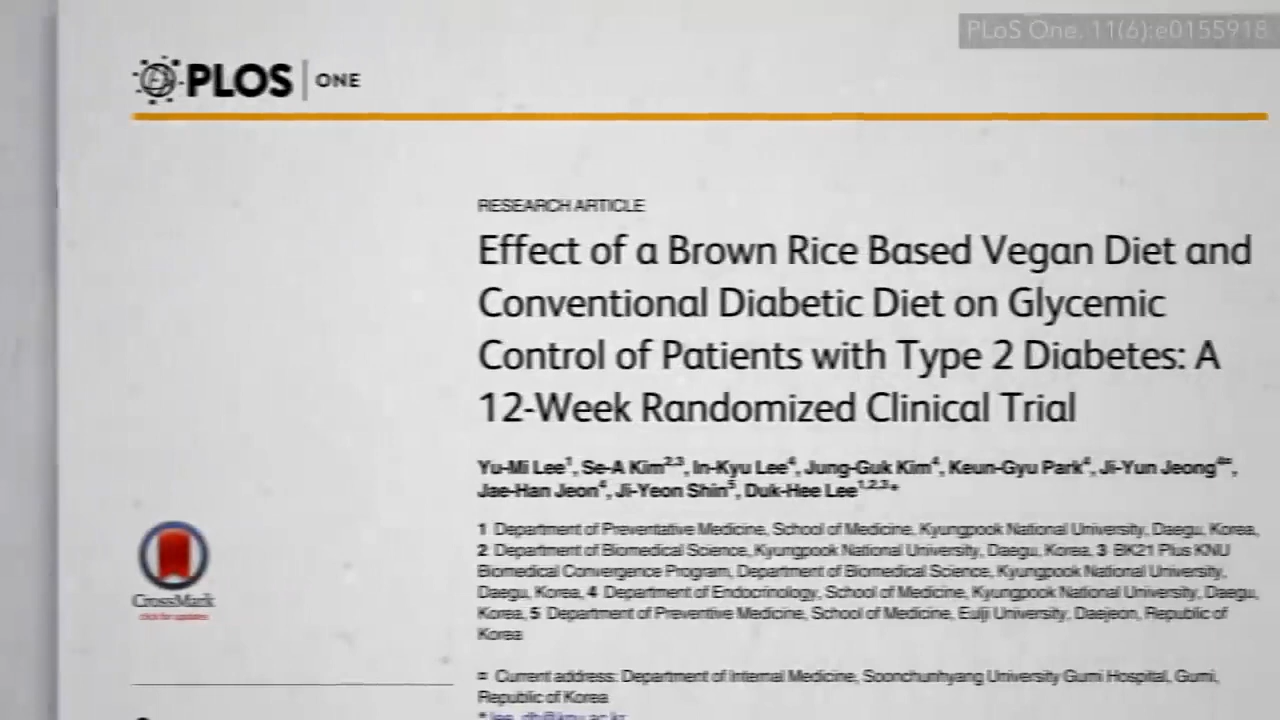 PLoS One. 11(6):e0155918
PLOS ONE
RESEARCH ARTICLE
Effect of a Brown Rice Based Vegan Diet and
Conventional Diabetic Diet on Glycemic
Control of Patients with Type 2 Diabetes: A
12-Week Randomized Clinical Trial
Yu-Mi Lee1, Se-A Kim2,3, In-Kyu Lee4, Jung-Guk Kim4, Keun-Gyu Park4, Ji-Yun Jeong4¤,
Jae-Han Jeon4, Ji-Yeon Shin5, Duk-Hee Lee1,2,3*
1 Department of Preventative Medicine, School of Medicine, Kyungpook National University, Daegu, Korea,
2 Department of Biomedical Science, Kyungpook National University, Daegu, Korea, 3 BK21 Plus KNU
Biomedical Convergence Program, Department of Biomedical Science, Kyungpook National University,
Daegu, Korea, 4 Department of Endocrinology, School of Medicine, Kyungpook National University, Daegu,
Korea, 5 Department of Preventive Medicine, School of Medicine, Eulji University, Daejeon, Republic of
Korea
CrossMark
click for updates
¤ Current address: Department of Internal Medicine, Soonchunhyang University Gumi Hospital, Gumi,
Republic of Korea
* lee_dh@knu.ac.kr